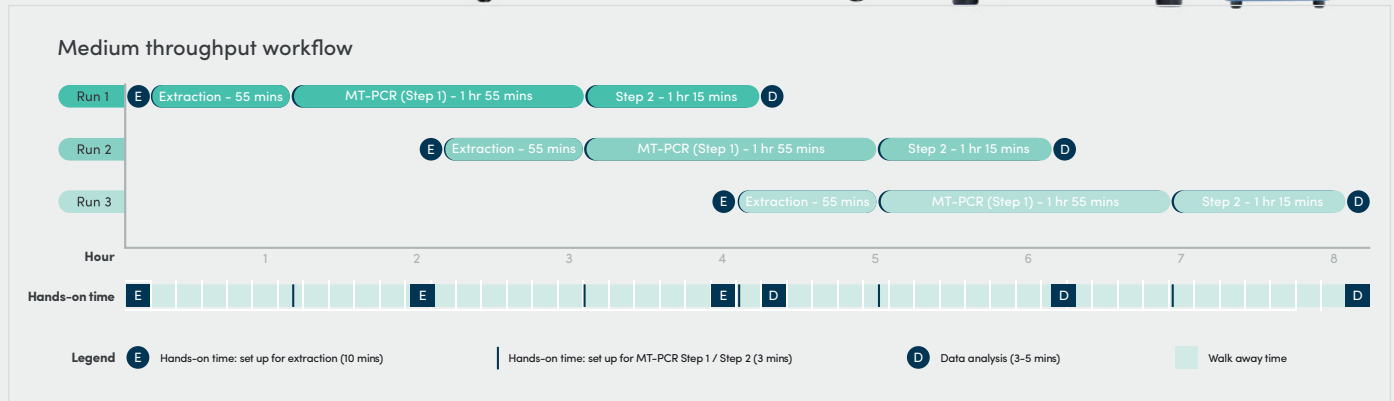 Medium throughput workflow
Run 1 E Extraction - 55 mins MT-PCR (Step 1) - 1 hr 55 mins Step 2 - 1 hr 15 mins D
Run 2 E Extraction - 55 mins MT-PCR (Step 1) - 1 hr 55 mins Step 2 - 1 hr 15 mins D
Run 3 E Extraction - 55 mins MT-PCR (Step 1) - 1 hr 55 mins Step 2 - 1 hr 15 mins D
Hour 1 2 3 4 5 6 7 8
Hands-on time E E E D D D
Legend E Hands-on time: set up for extraction (10 mins) Hands-on time: set up for MT-PCR Step 1 / Step 2 (3 mins) D Data analysis (3-5 mins) Walk away time